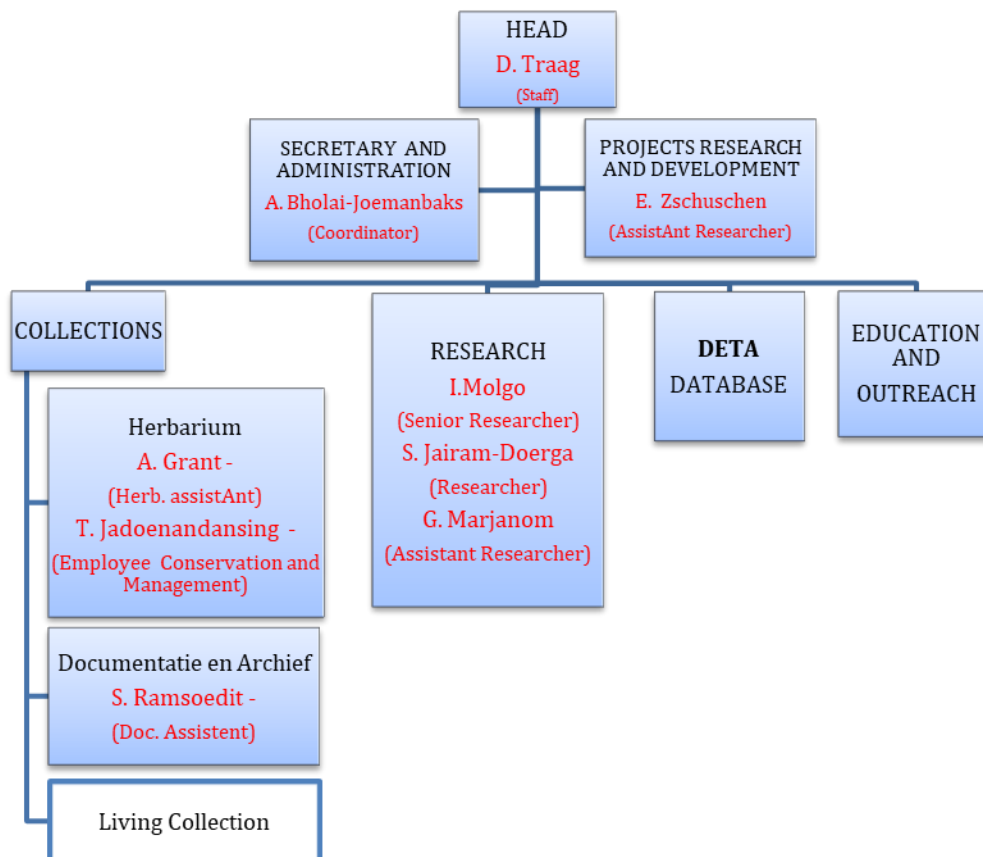 HEAD
D. Traag
(Staff)
SECRETARY AND
ADMINISTRATION
A. Bholai-Joemanbaks
(Coordinator)
PROJECTS RESEARCH
AND DEVELOPMENT
E. Zschuschen
(AssistAnt Researcher)
COLLECTIONS
Herbarium
A. Grant -
(Herb. assistAnt)
T. Jadoenandansing -
(Employee Conservation and
Management)
Documentatie en Archief
S. Ramsoedit -
(Doc. Assistent)
Living Collection
RESEARCH
I.Molgo
(Senior Researcher)
S. Jairam-Doerga
(Researcher)
G. Marjanom
(Assistant Researcher)
DETA
DATABASE
EDUCATION
AND
OUTREACH